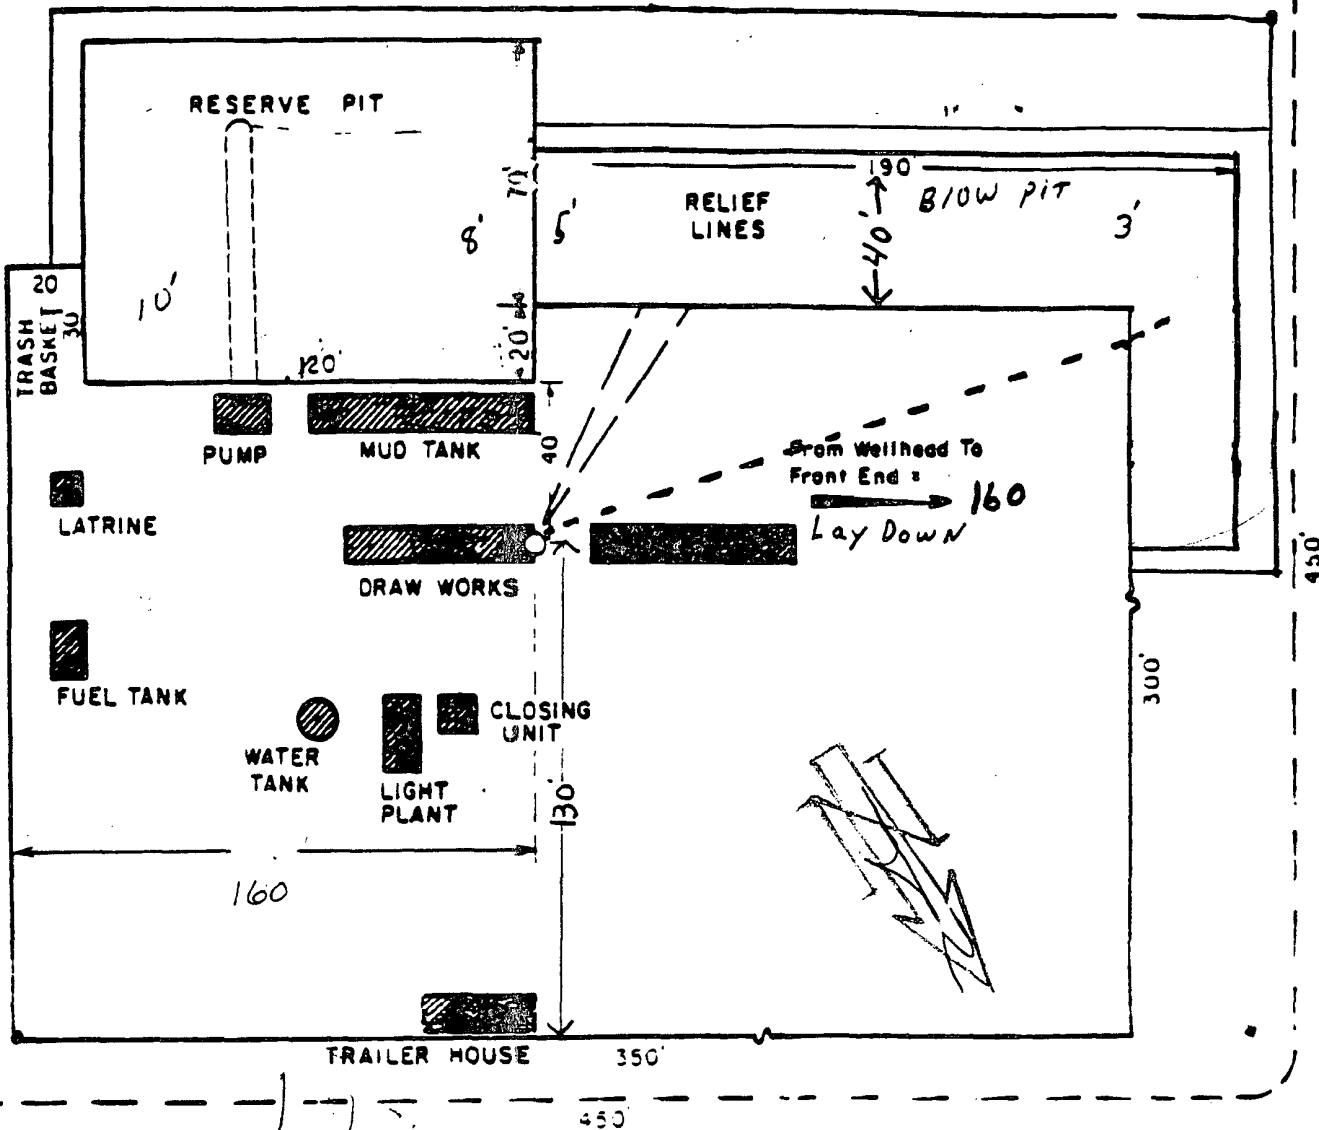 RESERVE PIT
70'
190'
BLOW PIT
RELIEF
LINES
40'
8'
5'
3'
10'
20
30
TRASH
BASKET
120'
20'
PUMP
MUD TANK
40
From Wellhead To
Front End =
160
Lay Down
LATRINE
DRAW WORKS
450'
FUEL TANK
300'
CLOSING
UNIT
WATER
TANK
LIGHT
PLANT
130'
160
TRAILER HOUSE
350'
450'